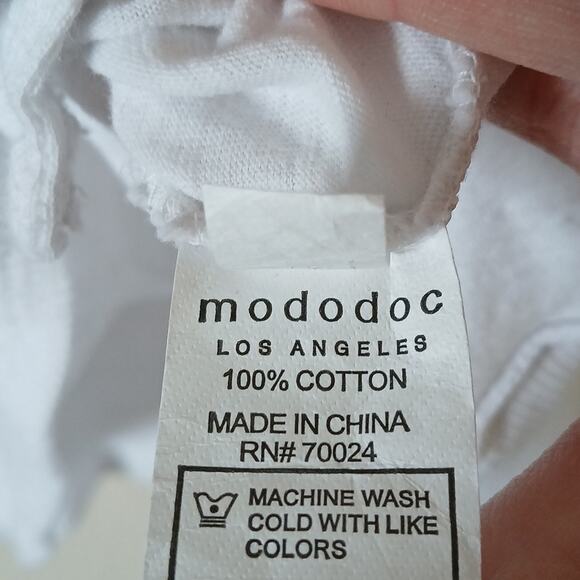 mododoc
LOS ANGELES
100% COTTON
MADE IN CHINA
RN# 70024
MACHINE WASH
COLD WITH LIKE
COLORS